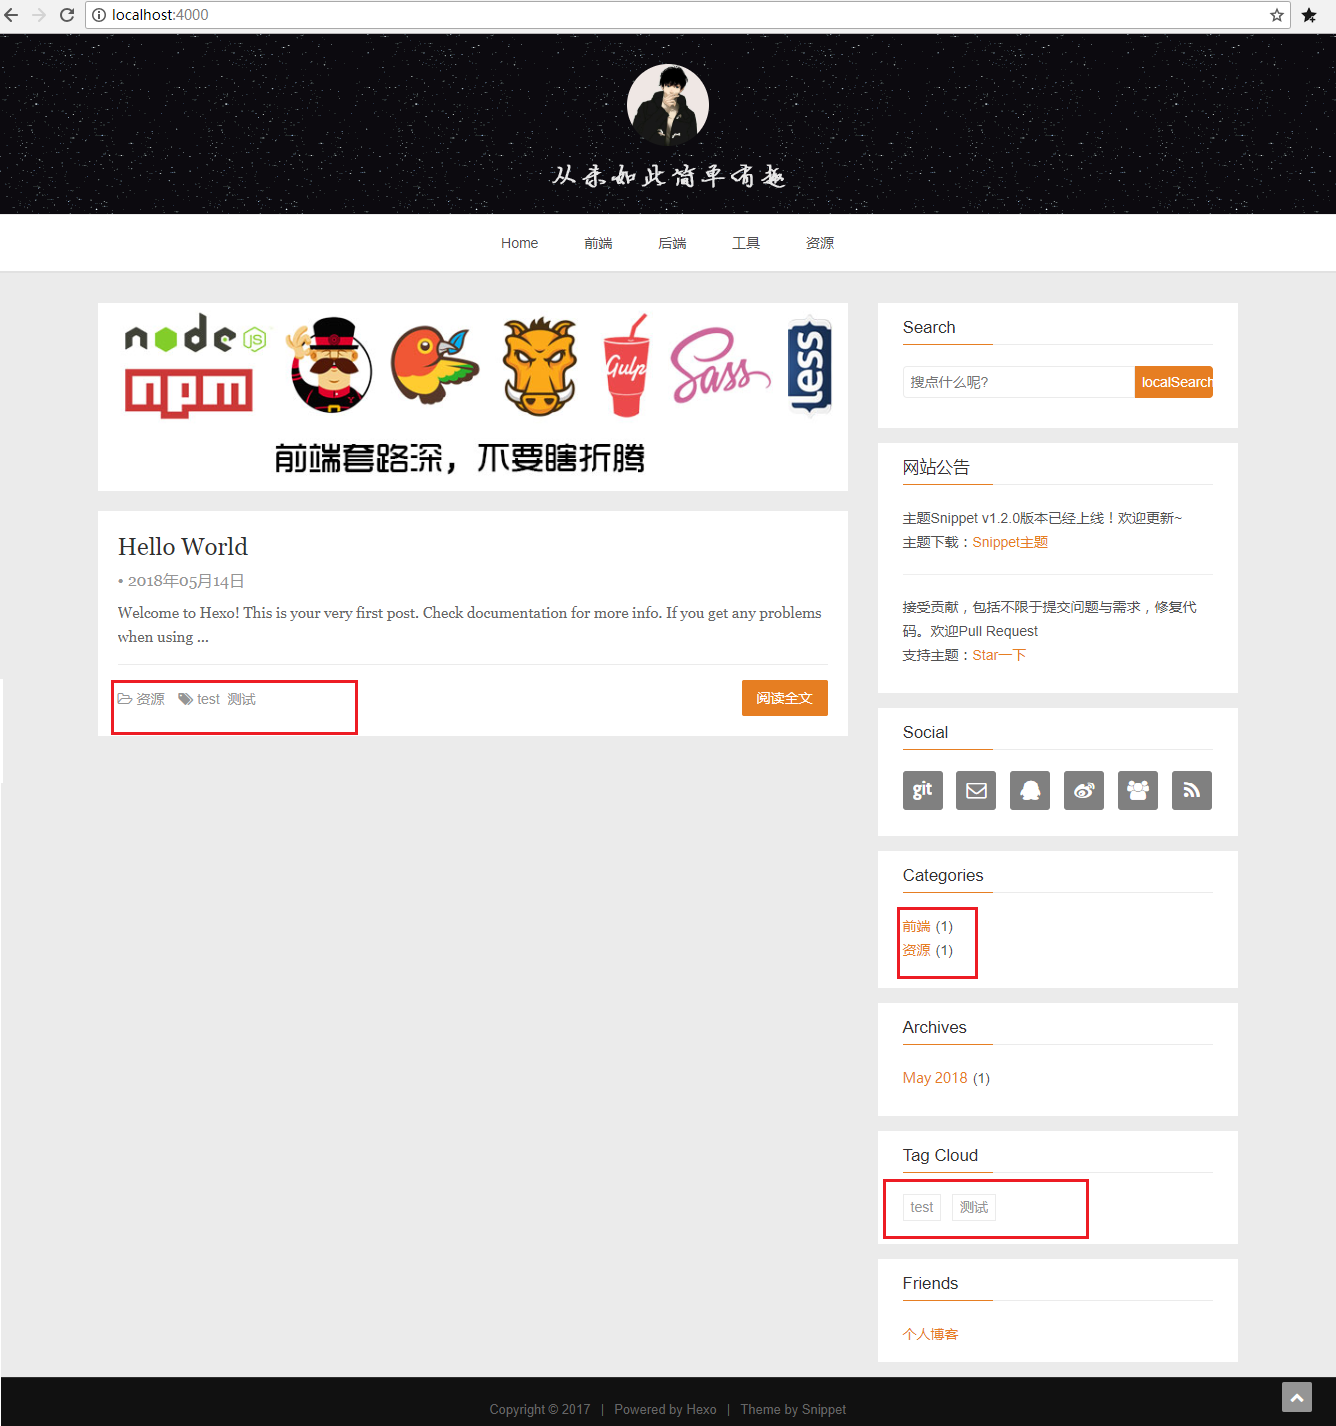 localhost:4000
从未如此简单有趣
Home 前端 后端 工具 资源
node JS
npm
Gulp
Sass
less
前端套路深，不要瞎折腾
Hello World
• 2018年05月14日
Welcome to Hexo! This is your very first post. Check documentation for more info. If you get any problems
when using ...
资源 test 测试
阅读全文
Search
搜点什么呢?
localSearch
网站公告
主题Snippet v1.2.0版本已经上线！欢迎更新~
主题下载：Snippet主题
接受贡献，包括不限于提交问题与需求，修复代
码。欢迎Pull Request
支持主题：Star一下
Social
git
Categories
前端 (1)
资源 (1)
Archives
May 2018 (1)
Tag Cloud
test 测试
Friends
个人博客
Copyright © 2017 | Powered by Hexo | Theme by Snippet